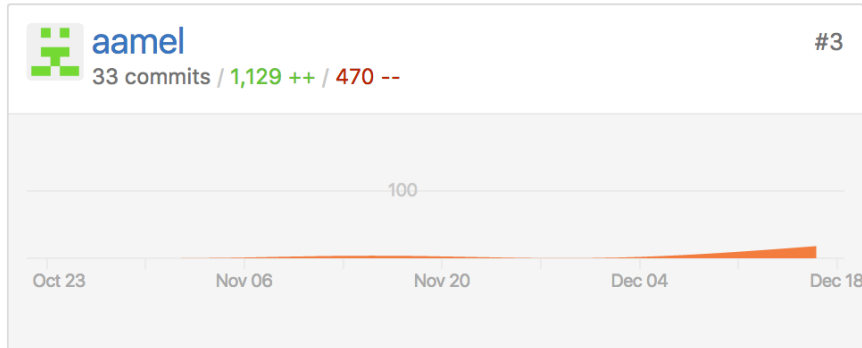 aamel
#3
33 commits / 1,129 ++ / 470 --
100
Oct 23 Nov 06 Nov 20 Dec 04 Dec 18